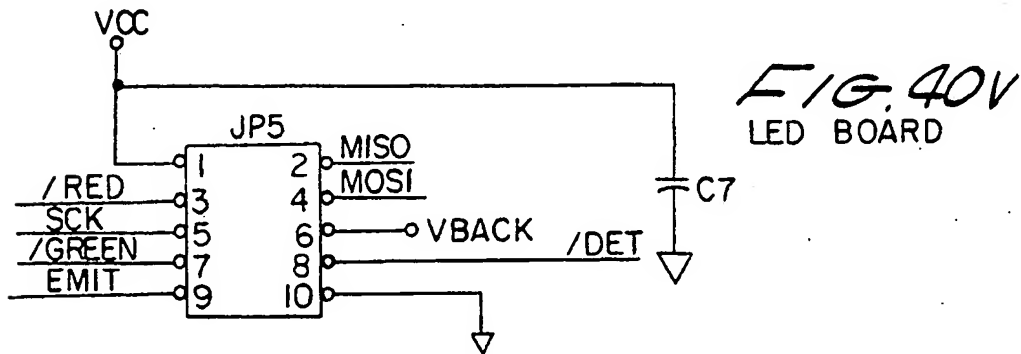 VCC
FIG. 40V
LED BOARD
JP5
1 2 MISO
/RED 3 4 MOSI
SCK 5 6 VBACK
/GREEN 7 8 /DET
EMIT 9 10
C7